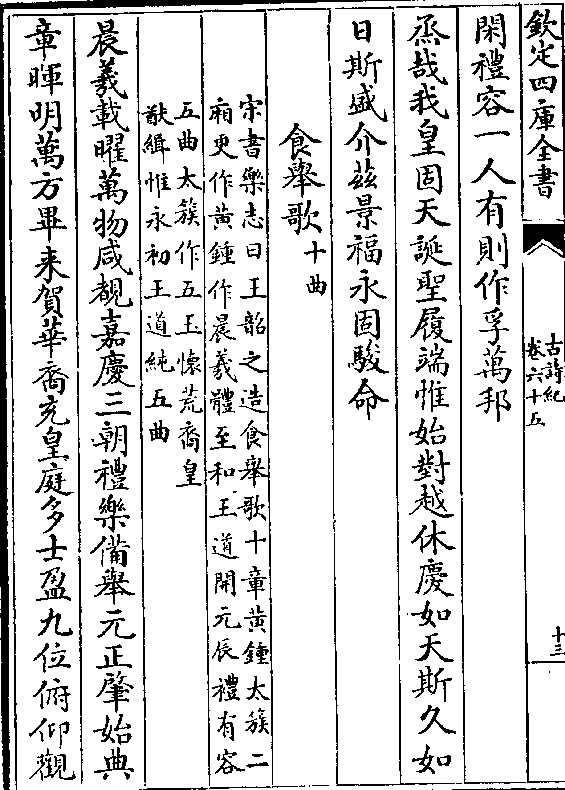 欽定四庫全書
古詩紀
卷六十五
十三
閑禮容一人有則作孚萬邦
烝哉我皇固天誕聖履端惟始對越休慶如天斯久如
日斯盛介兹景福永固駿命
食舉歌十曲
宋書樂志曰王韶之造食舉歌十章黄鍾太簇二
廂更作黄鍾作晨羲體至和王道開元辰禮有容
五曲太簇作五玉懷荒裔皇
猷緝惟永初王道純五曲
晨羲載曜萬物咸覩嘉慶三朝禮樂備舉元正肇始典
章暉明萬方畢来賀華裔充皇庭多士盈九位俯仰觀